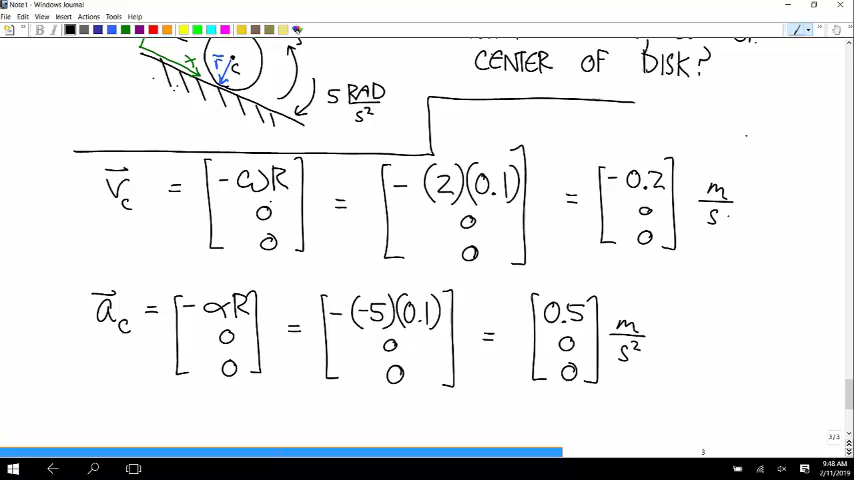 Note1 - Windows Journal
File Edit View Insert Actions Tools Help
B I
CENTER OF DISK?
x r c
5 RAD/s²
v⃗_c = [-ωR 0 0] = [-(2)(0.1) 0 0] = [-0.2 0 0] m/s
a⃗_c = [-αR 0 0] = [-(-5)(0.1) 0 0] = [0.5 0 0] m/s²
3/3
3
9:48 AM
2/11/2019